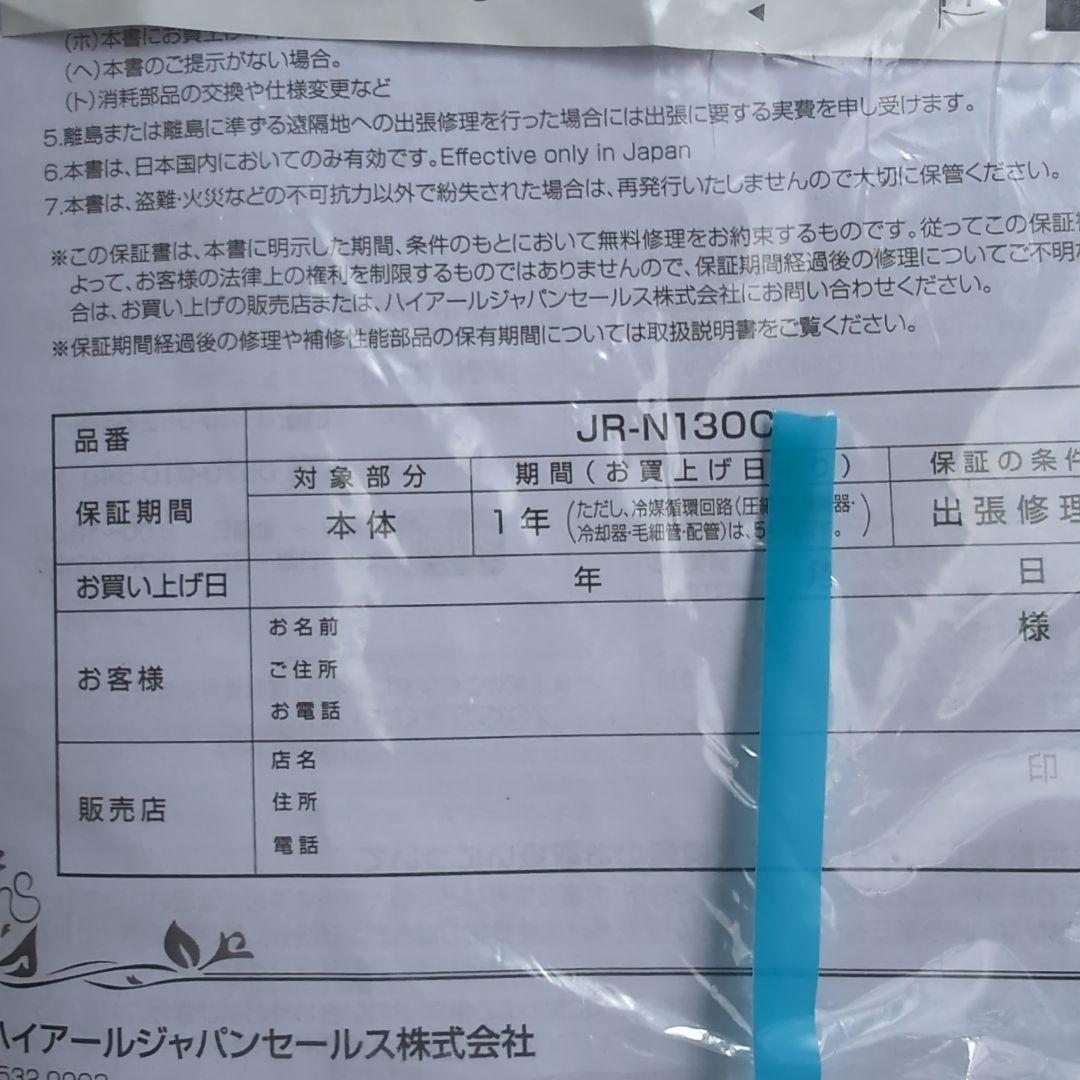 (ホ)本書にお買上げ
(ヘ)本書のご提示がない場合。
(ト)消耗部品の交換や仕様変更など
5.離島または離島に準ずる遠隔地への出張修理を行った場合には出張に要する実費を申し受けます。
6.本書は、日本国内においてのみ有効です。Effective only in Japan
7.本書は、盗難・火災などの不可抗力以外で紛失された場合は、再発行いたしませんので大切に保管ください。
※この保証書は、本書に明示した期間、条件のもとにおいて無料修理をお約束するものです。従ってこの保証書
よって、お客様の法律上の権利を制限するものではありませんので、保証期間経過後の修理についてご不明な
合は、お買い上げの販売店または、ハイアールジャパンセールス株式会社にお問い合わせください。
※保証期間経過後の修理や補修性能部品の保有期間については取扱説明書をご覧ください。
品番 JR-N130C
保証期間
対象部分 期間(お買上げ日 ) 保証の条件
本体 1年 (ただし、冷媒循環回路(圧縮 器・
冷却器・毛細管・配管)は、5 。)
出張修理
お買い上げ日 年 月 日
お客様
お名前 様
ご住所
お電話
販売店
店名 印
住所
電話
ハイアールジャパンセールス株式会社